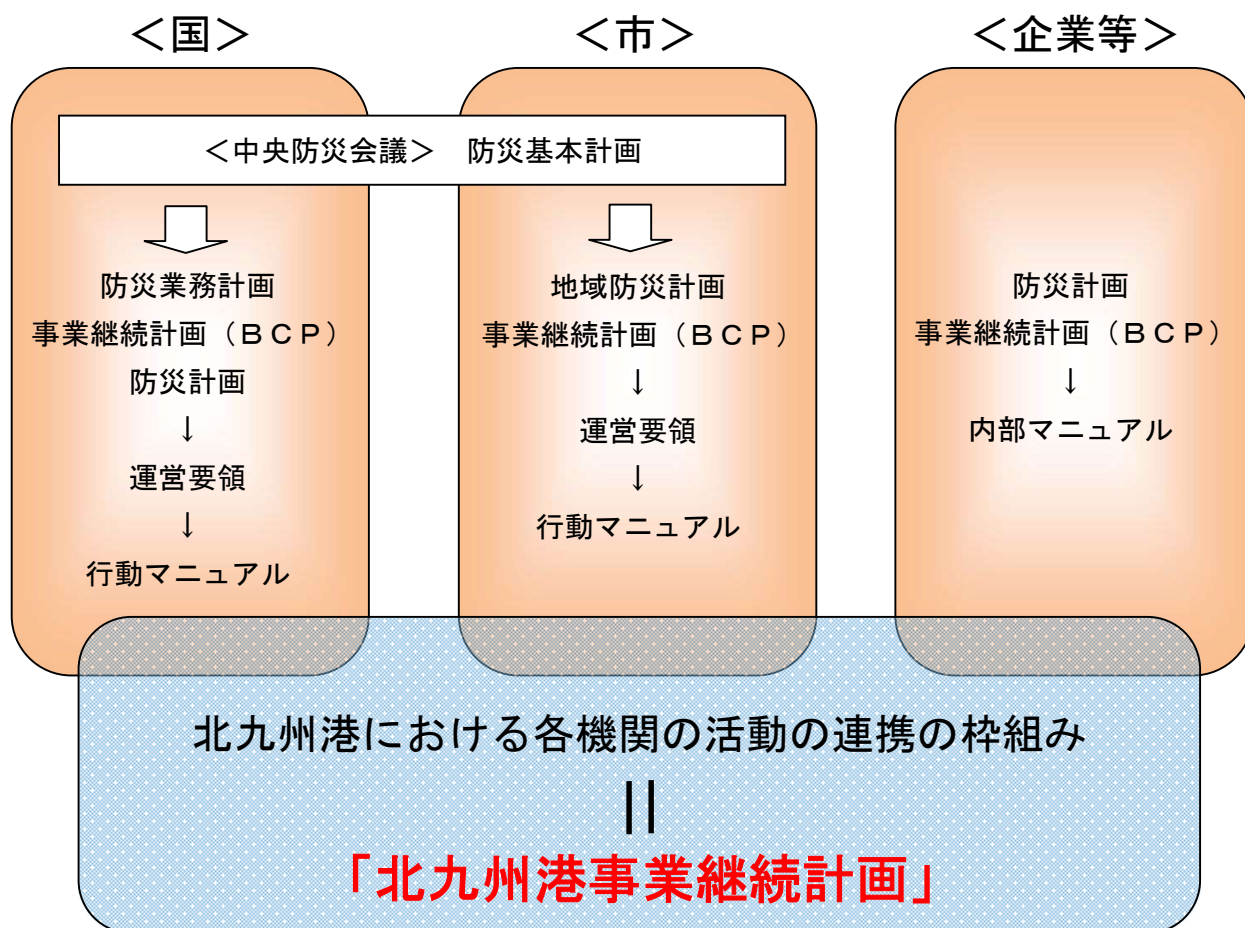 ＜国＞
＜市＞
＜企業等＞
＜中央防災会議＞　防災基本計画
防災業務計画
事業継続計画（ＢＣＰ）
防災計画
↓
運営要領
↓
行動マニュアル
地域防災計画
事業継続計画（ＢＣＰ）
↓
運営要領
↓
行動マニュアル
防災計画
事業継続計画（ＢＣＰ）
↓
内部マニュアル
北九州港における各機関の活動の連携の枠組み
||
「北九州港事業継続計画」